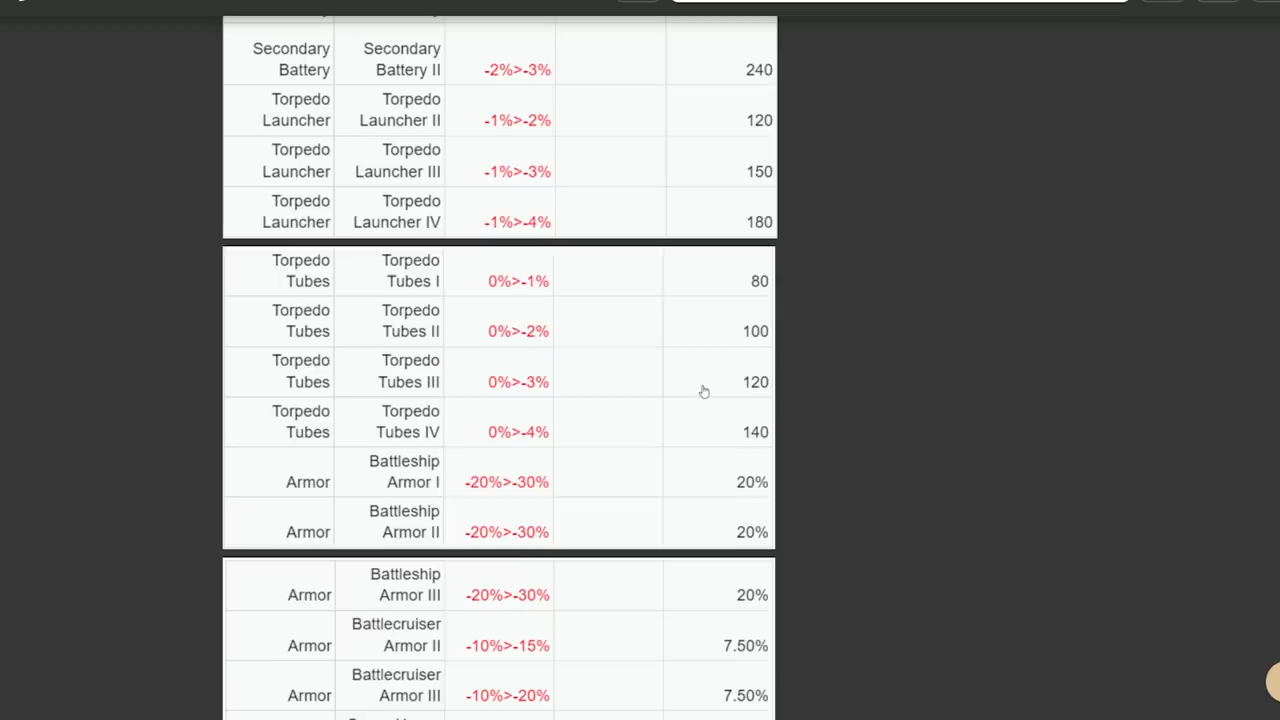 Secondary Secondary
Battery Battery II -2%>-3% 240
Torpedo Torpedo
Launcher Launcher II -1%>-2% 120
Torpedo Torpedo
Launcher Launcher III -1%>-3% 150
Torpedo Torpedo
Launcher Launcher IV -1%>-4% 180
Torpedo Torpedo
Tubes Tubes I 0%>-1% 80
Torpedo Torpedo
Tubes Tubes II 0%>-2% 100
Torpedo Torpedo
Tubes Tubes III 0%>-3% 120
Torpedo Torpedo
Tubes Tubes IV 0%>-4% 140
Battleship
Armor Armor I -20%>-30% 20%
Battleship
Armor Armor II -20%>-30% 20%
Battleship
Armor Armor III -20%>-30% 20%
Battlecruiser
Armor Armor II -10%>-15% 7.50%
Battlecruiser
Armor Armor III -10%>-20% 7.50%